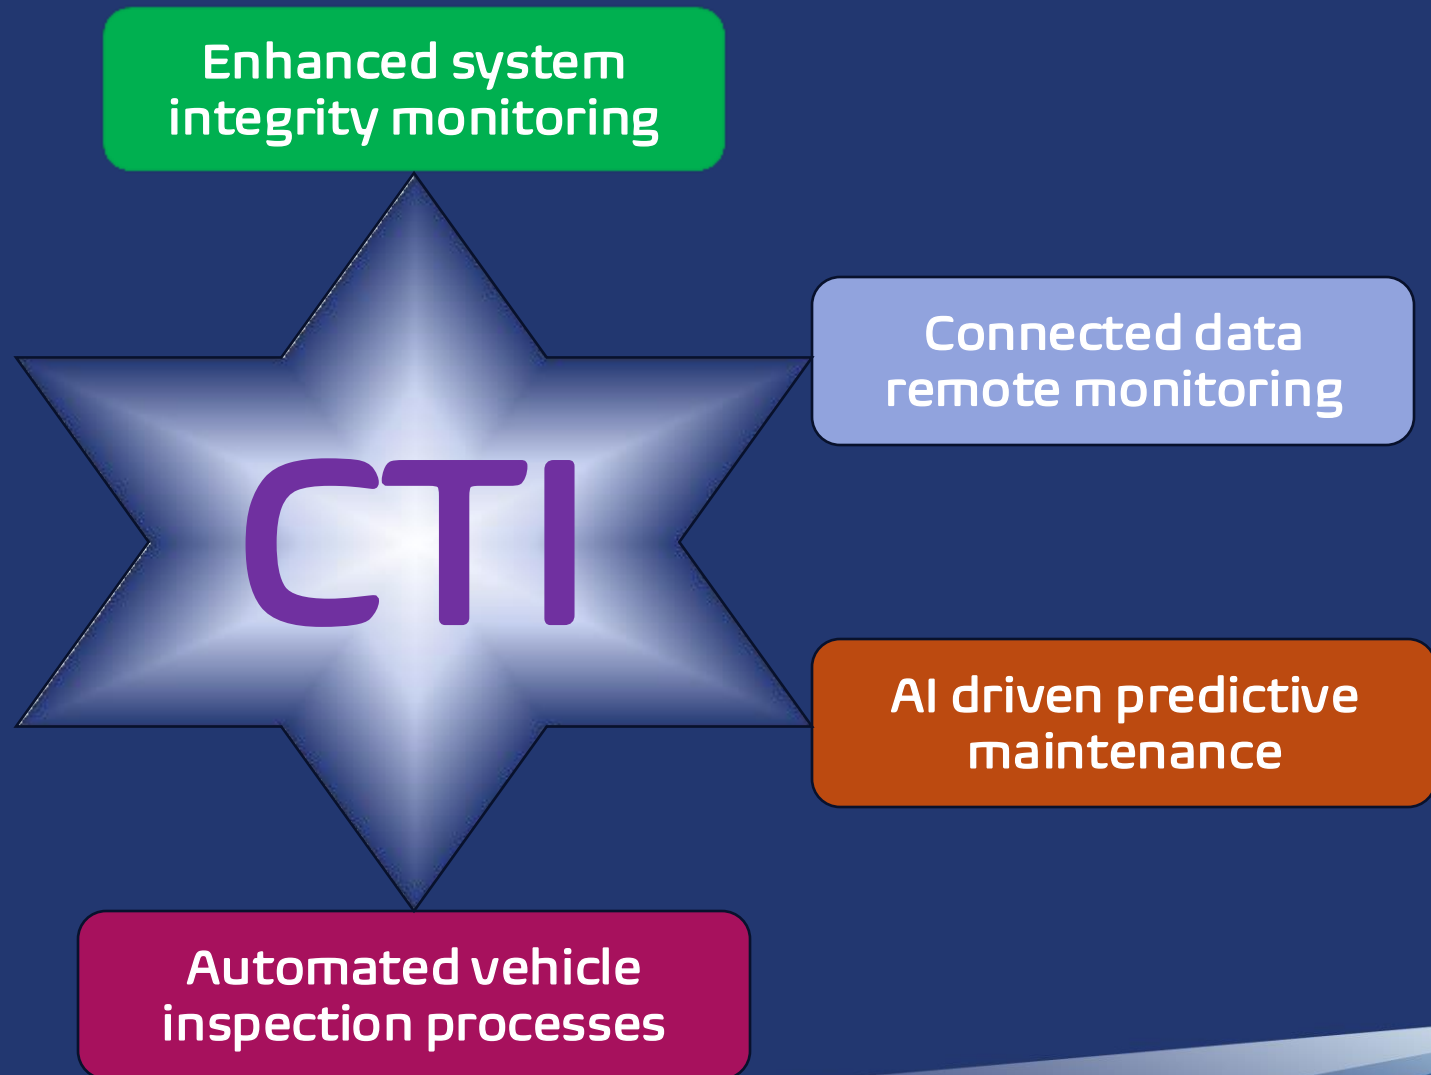 Enhanced system
integrity monitoring
Connected data
remote monitoring
CTI
AI driven predictive
maintenance
Automated vehicle
inspection processes